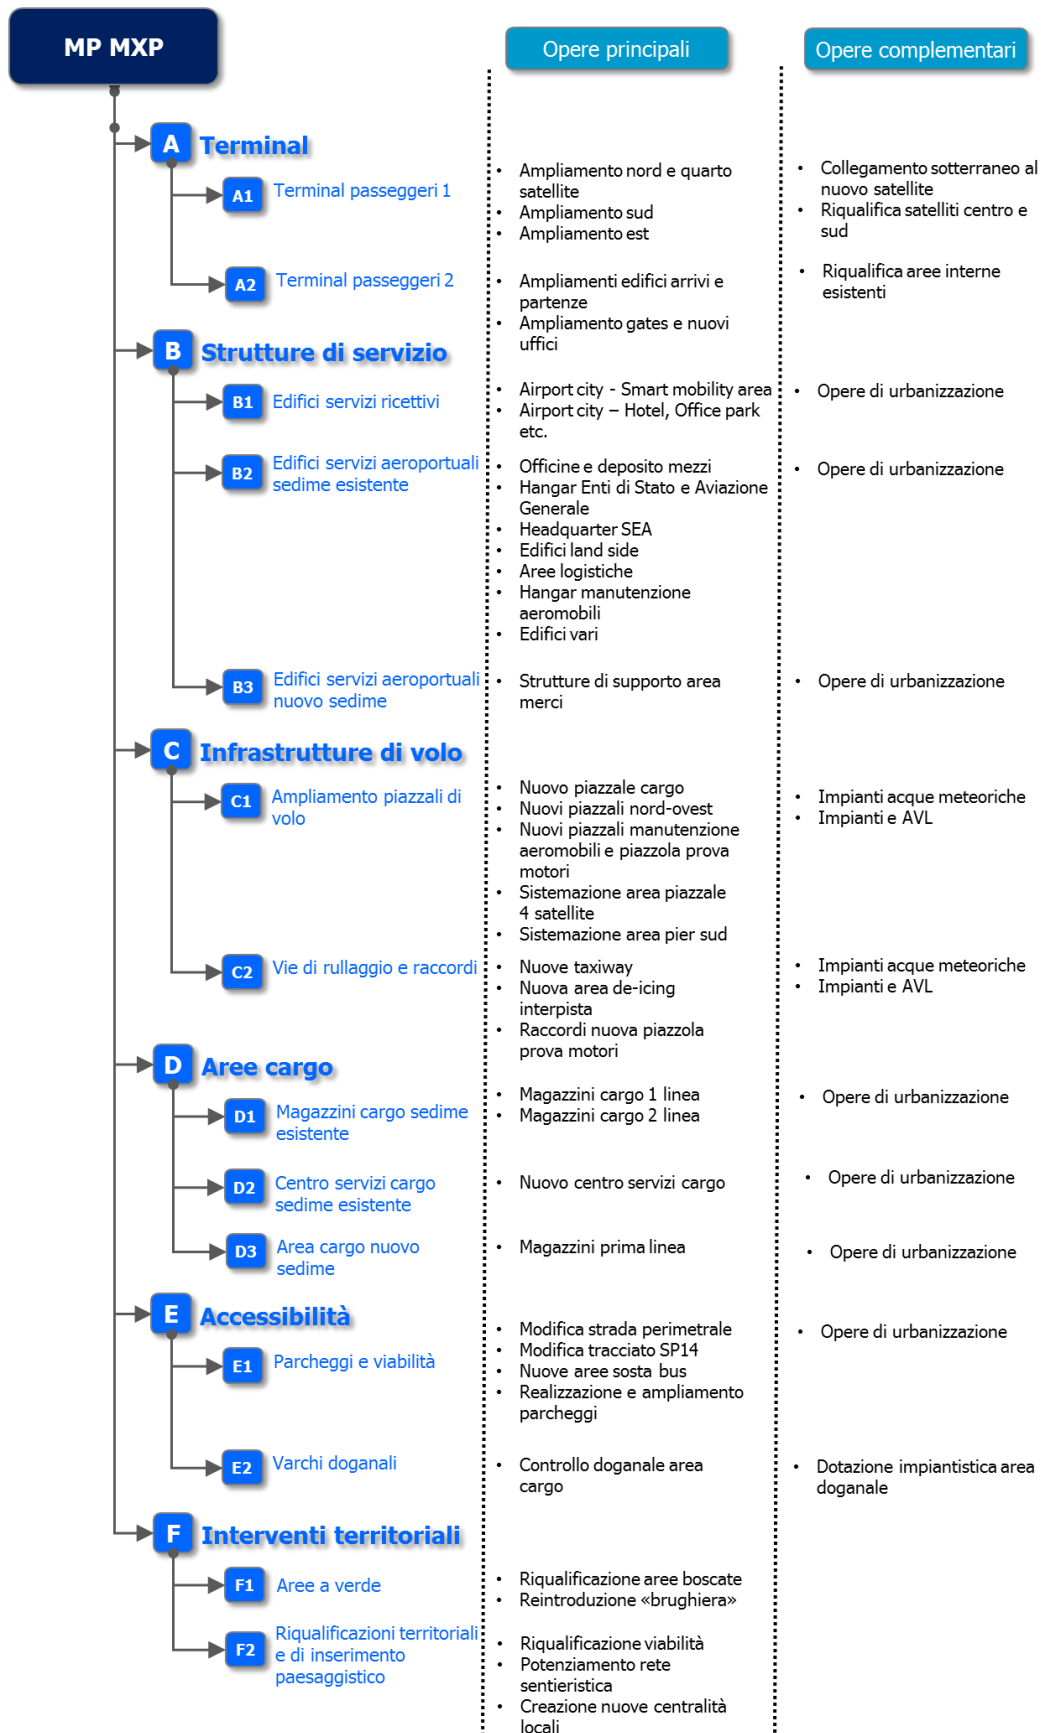 MP MXP
Opere principali
Opere complementari
A
Terminal
A1
Terminal passeggeri 1
• Ampliamento nord e quarto
satellite
• Ampliamento sud
• Ampliamento est
• Collegamento sotterraneo al
nuovo satellite
• Riqualifica satelliti centro e
sud
A2
Terminal passeggeri 2
• Ampliamenti edifici arrivi e
partenze
• Ampliamento gates e nuovi
uffici
• Riqualifica aree interne
esistenti
B
Strutture di servizio
B1
Edifici servizi ricettivi
• Airport city - Smart mobility area
• Airport city – Hotel, Office park
etc.
• Opere di urbanizzazione
B2
Edifici servizi aeroportuali
sedime esistente
• Officine e deposito mezzi
• Hangar Enti di Stato e Aviazione
Generale
• Headquarter SEA
• Edifici land side
• Aree logistiche
• Hangar manutenzione
aeromobili
• Edifici vari
• Opere di urbanizzazione
B3
Edifici servizi aeroportuali
nuovo sedime
• Strutture di supporto area
merci
• Opere di urbanizzazione
C
Infrastrutture di volo
C1
Ampliamento piazzali di
volo
• Nuovo piazzale cargo
• Nuovi piazzali nord-ovest
• Nuovi piazzali manutenzione
aeromobili e piazzola prova
motori
• Sistemazione area piazzale
4 satellite
• Sistemazione area pier sud
• Impianti acque meteoriche
• Impianti e AVL
C2
Vie di rullaggio e raccordi
• Nuove taxiway
• Nuova area de-icing
interpista
• Raccordi nuova piazzola
prova motori
• Impianti acque meteoriche
• Impianti e AVL
D
Aree cargo
D1
Magazzini cargo sedime
esistente
• Magazzini cargo 1 linea
• Magazzini cargo 2 linea
• Opere di urbanizzazione
D2
Centro servizi cargo
sedime esistente
• Nuovo centro servizi cargo
• Opere di urbanizzazione
D3
Area cargo nuovo
sedime
• Magazzini prima linea
• Opere di urbanizzazione
E
Accessibilità
E1
Parcheggi e viabilità
• Modifica strada perimetrale
• Modifica tracciato SP14
• Nuove aree sosta bus
• Realizzazione e ampliamento
parcheggi
• Opere di urbanizzazione
E2
Varchi doganali
• Controllo doganale area
cargo
• Dotazione impiantistica area
doganale
F
Interventi territoriali
F1
Aree a verde
• Riqualificazione aree boscate
• Reintroduzione «brughiera»
F2
Riqualificazioni territoriali
e di inserimento
paesaggistico
• Riqualificazione viabilità
• Potenziamento rete
sentieristica
• Creazione nuove centralità
locali